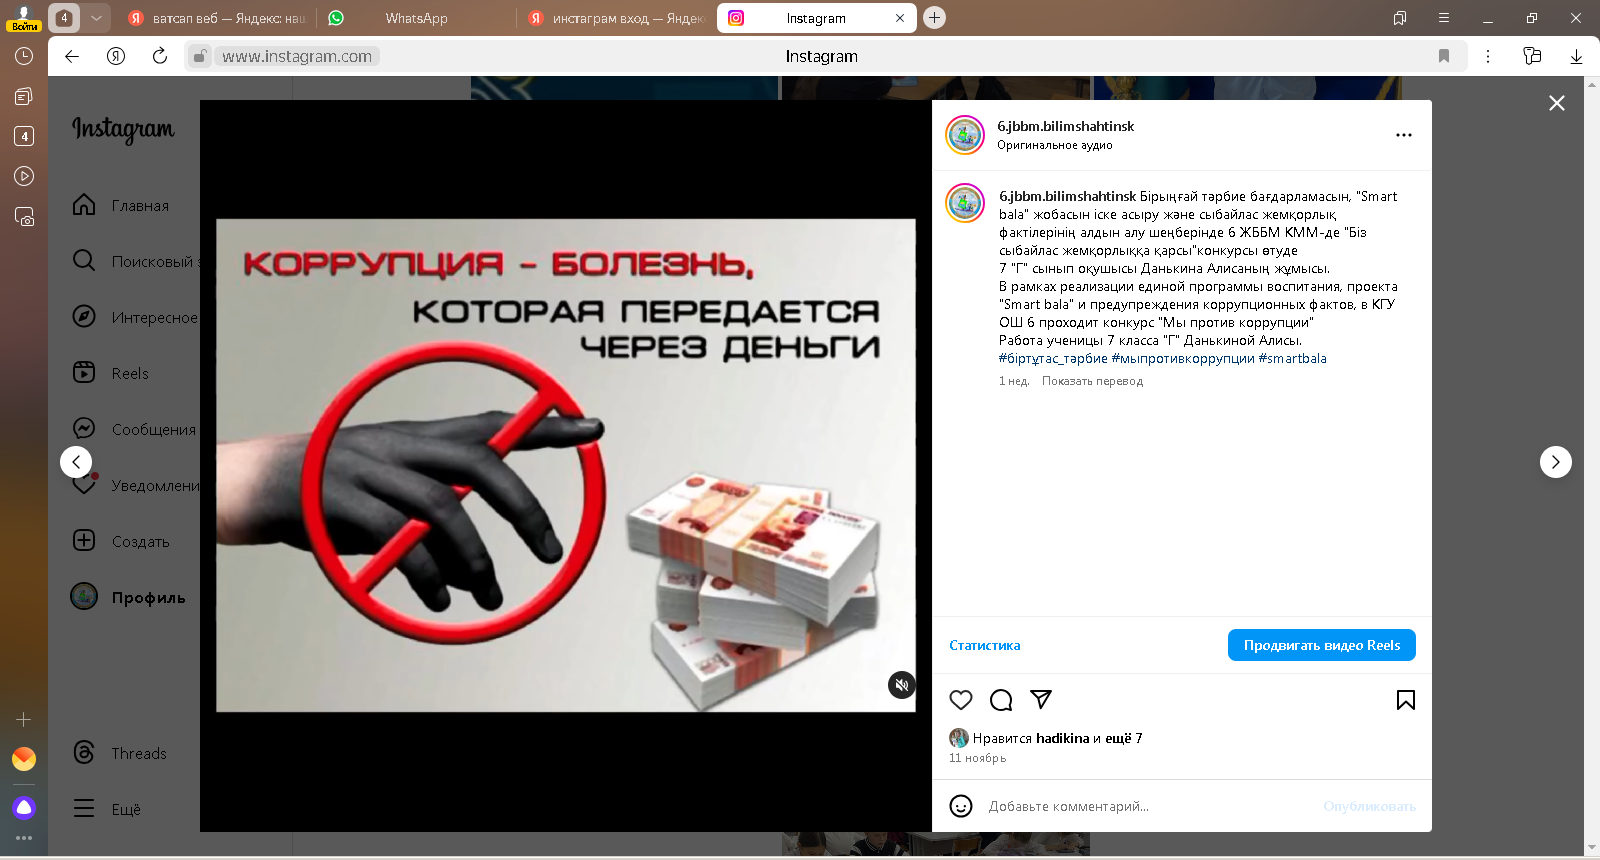 Войти
4
ватсап веб — Яндекс: наш
WhatsApp
инстаграм вход — Яндек
Instagram
www.instagram.com
Instagram
4
Instagram
Главная
Поисковый з
Интересное
Reels
Сообщения
Уведомлени
Создать
Профиль
Threads
Ещё
КОРРУПЦИЯ - БОЛЕЗНЬ,
КОТОРАЯ ПЕРЕДАЕТСЯ
ЧЕРЕЗ ДЕНЬГИ
6.jbbm.bilimshahtinsk
Оригинальное аудио
6.jbbm.bilimshahtinsk Бірыңғай тәрбие бағдарламасын, "Smart
bala" жобасын іске асыру және сыбайлас жемқорлық
фактілерінің алдын алу шеңберінде 6 ЖББМ КММ-де "Біз
сыбайлас жемқорлыққа қарсы"конкурсы өтуде
7 "Г" сынып оқушысы Данькина Алисаның жұмысы.
В рамках реализации единой программы воспитания, проекта
"Smart bala" и предупреждения коррупционных фактов, в КГУ
ОШ 6 проходит конкурс "Мы против коррупции"
Работа ученицы 7 класса "Г" Данькиной Алисы.
#біртұтас_тәрбие #мыпротивкоррупции #smartbala
1 нед. Показать перевод
Статистика
Продвигать видео Reels
Нравится hadikina и ещё 7
11 ноябрь
Добавьте комментарий...
Опубликовать